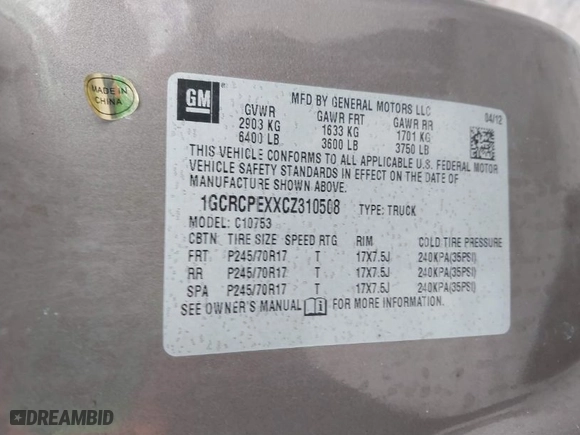 MADE IN
CHINA
GM
MFD BY GENERAL MOTORS LLC
04/12
GVWR GAWR FRT GAWR RR
2903 KG 1633 KG 1701 KG
6400 LB 3600 LB 3750 LB
THIS VEHICLE CONFORMS TO ALL APPLICABLE U.S. FEDERAL MOTOR
VEHICLE SAFETY STANDARDS IN EFFECT ON THE DATE OF
MANUFACTURE SHOWN ABOVE.
1GCRCPEXXCZ310508 TYPE: TRUCK
MODEL: C10753
CBTN: TIRE SIZE SPEED RTG RIM COLD TIRE PRESSURE
FRT P245/70R17 T 17X7.5J 240KPA(35PSI)
RR P245/70R17 T 17X7.5J 240KPA(35PSI)
SPA P245/70R17 T 17X7.5J 240KPA(35PSI)
SEE OWNER'S MANUAL FOR MORE INFORMATION.
DREAMBID